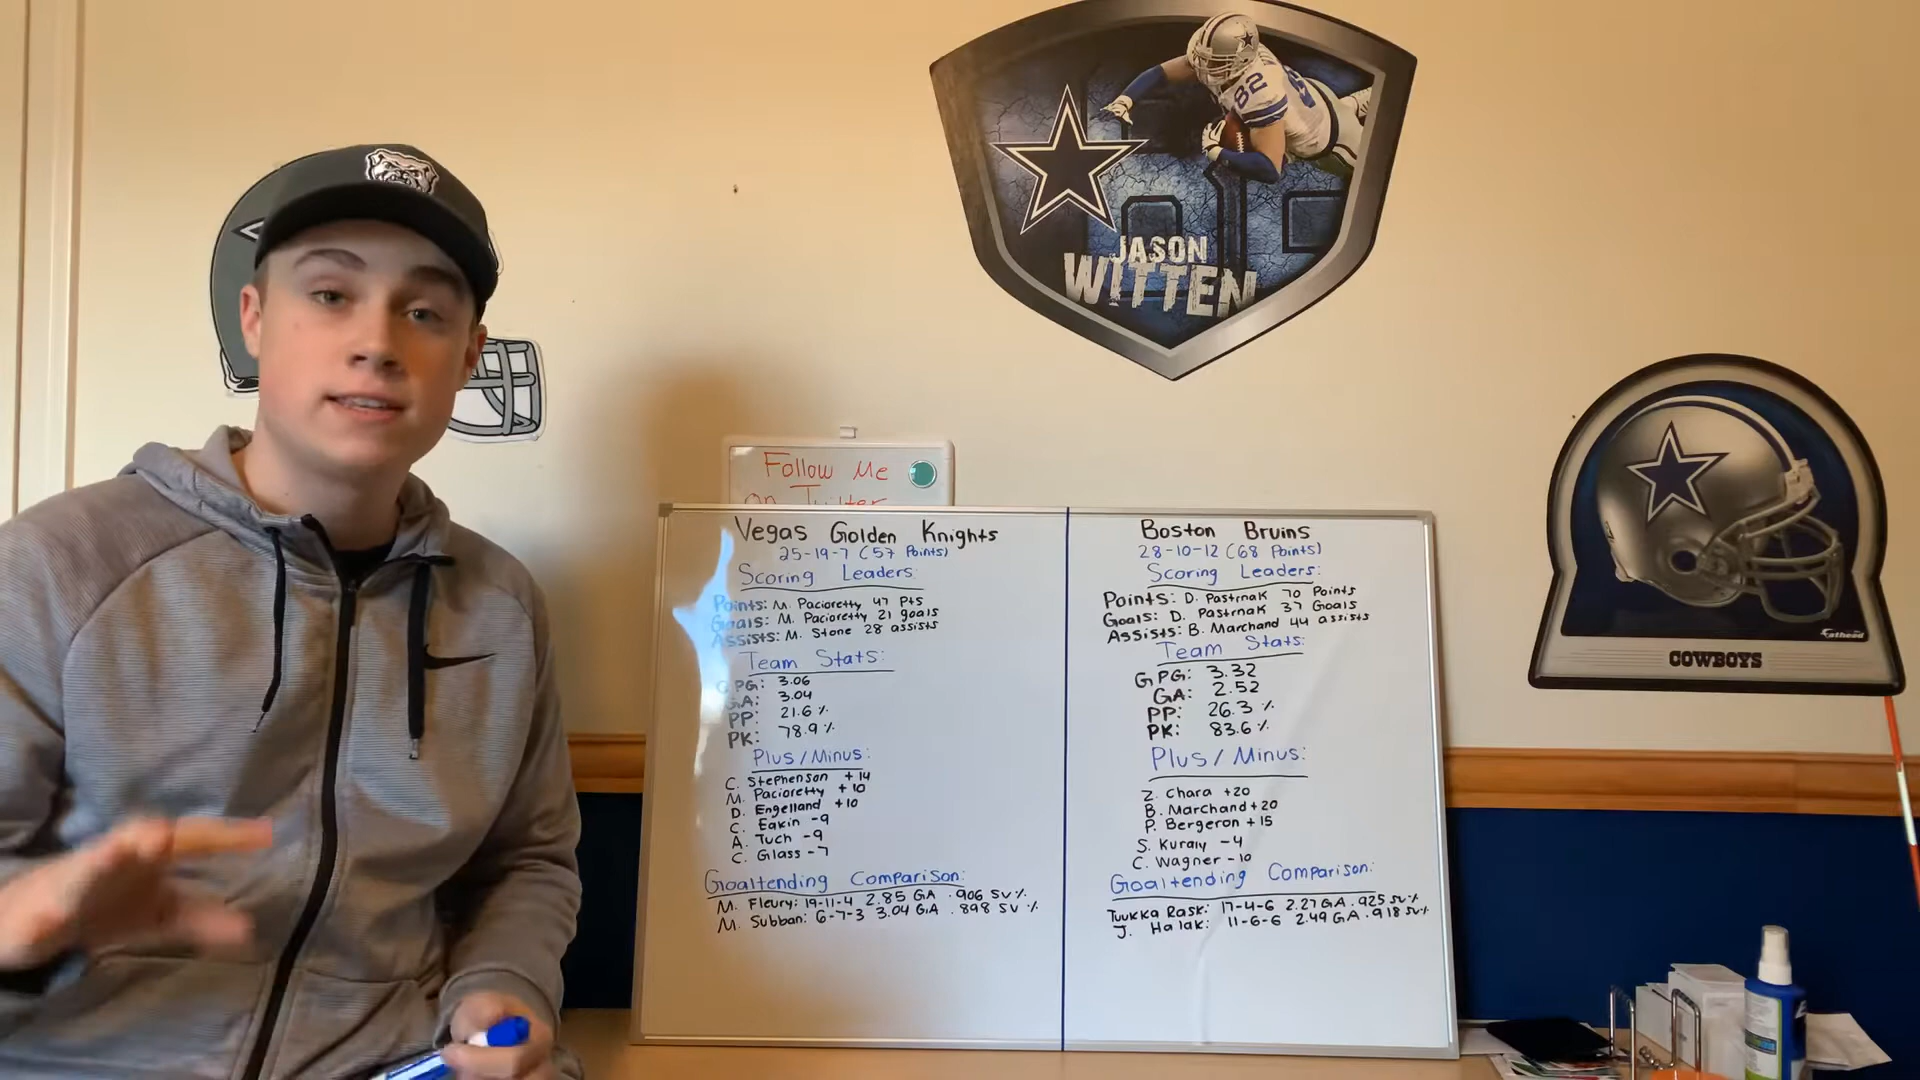 82
JASON
WITTEN
Follow Me
on Twitter
Vegas Golden Knights
25-19-7 (57 Points)
Scoring Leaders:
Points: M. Pacioretty 47 Pts
Goals: M. Pacioretty 21 goals
Assists: M. Stone 28 assists
Team Stats:
GPG: 3.06
GA: 3.04
PP: 21.6 %
PK: 78.9 %
Plus/Minus:
C. Stephenson +14
M. Pacioretty +10
D. Engelland +10
C. Eakin -9
A. Tuch -9
C. Glass -7
Goaltending Comparison:
M. Fleury: 19-11-4 2.85 GA .906 SV %
M. Subban: 6-7-3 3.04 GA .898 SV %
Boston Bruins
28-10-12 (68 Points)
Scoring Leaders:
Points: D. Pastrnak 70 Points
Goals: D. Pastrnak 37 Goals
Assists: B. Marchand 44 assists
Team Stats:
GPG: 3.32
GA: 2.52
PP: 26.3 %
PK: 83.6 %
Plus/Minus:
Z. Chara +20
B. Marchand +20
P. Bergeron +15
S. Kuraly -4
C. Wagner -10
Goaltending Comparison:
Tuukka Rask: 17-4-6 2.27 GA .925 SV %
J. Halak: 11-6-6 2.49 GA .918 SV %
Fathead
COWBOYS